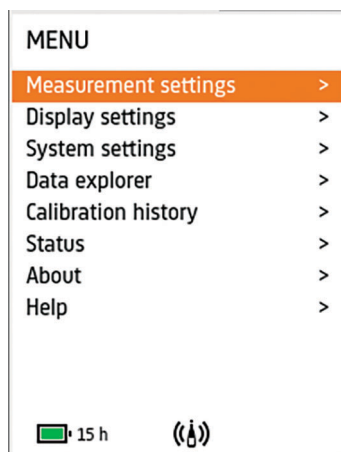 MENU
Measurement settings >
Display settings >
System settings >
Data explorer >
Calibration history >
Status >
About >
Help >
15 h